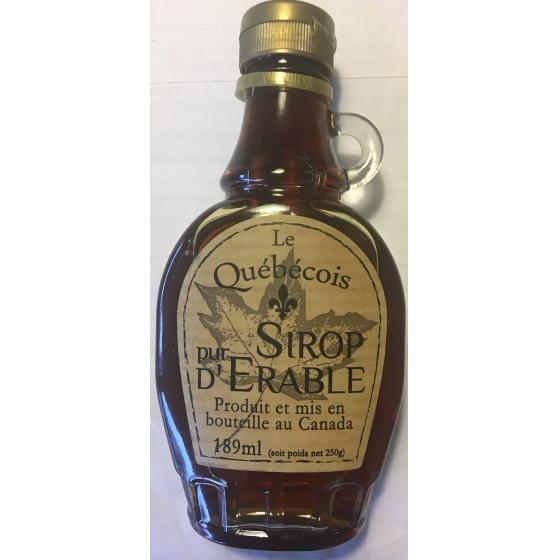 Le
Québécois
pur SIROP
D'ERABLE
Produit et mis en
bouteille au Canada
189ml (soit poids net 250g)